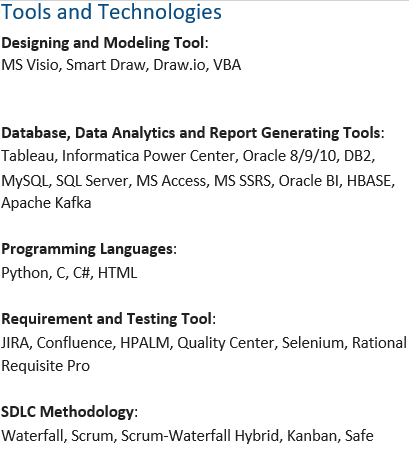 Tools and Technologies
Designing and Modeling Tool:
MS Visio, Smart Draw, Draw.io, VBA
Database, Data Analytics and Report Generating Tools:
Tableau, Informatica Power Center, Oracle 8/9/10, DB2,
MySQL, SQL Server, MS Access, MS SSRS, Oracle BI, HBASE,
Apache Kafka
Programming Languages:
Python, C, C#, HTML
Requirement and Testing Tool:
JIRA, Confluence, HPALM, Quality Center, Selenium, Rational
Requisite Pro
SDLC Methodology:
Waterfall, Scrum, Scrum-Waterfall Hybrid, Kanban, Safe